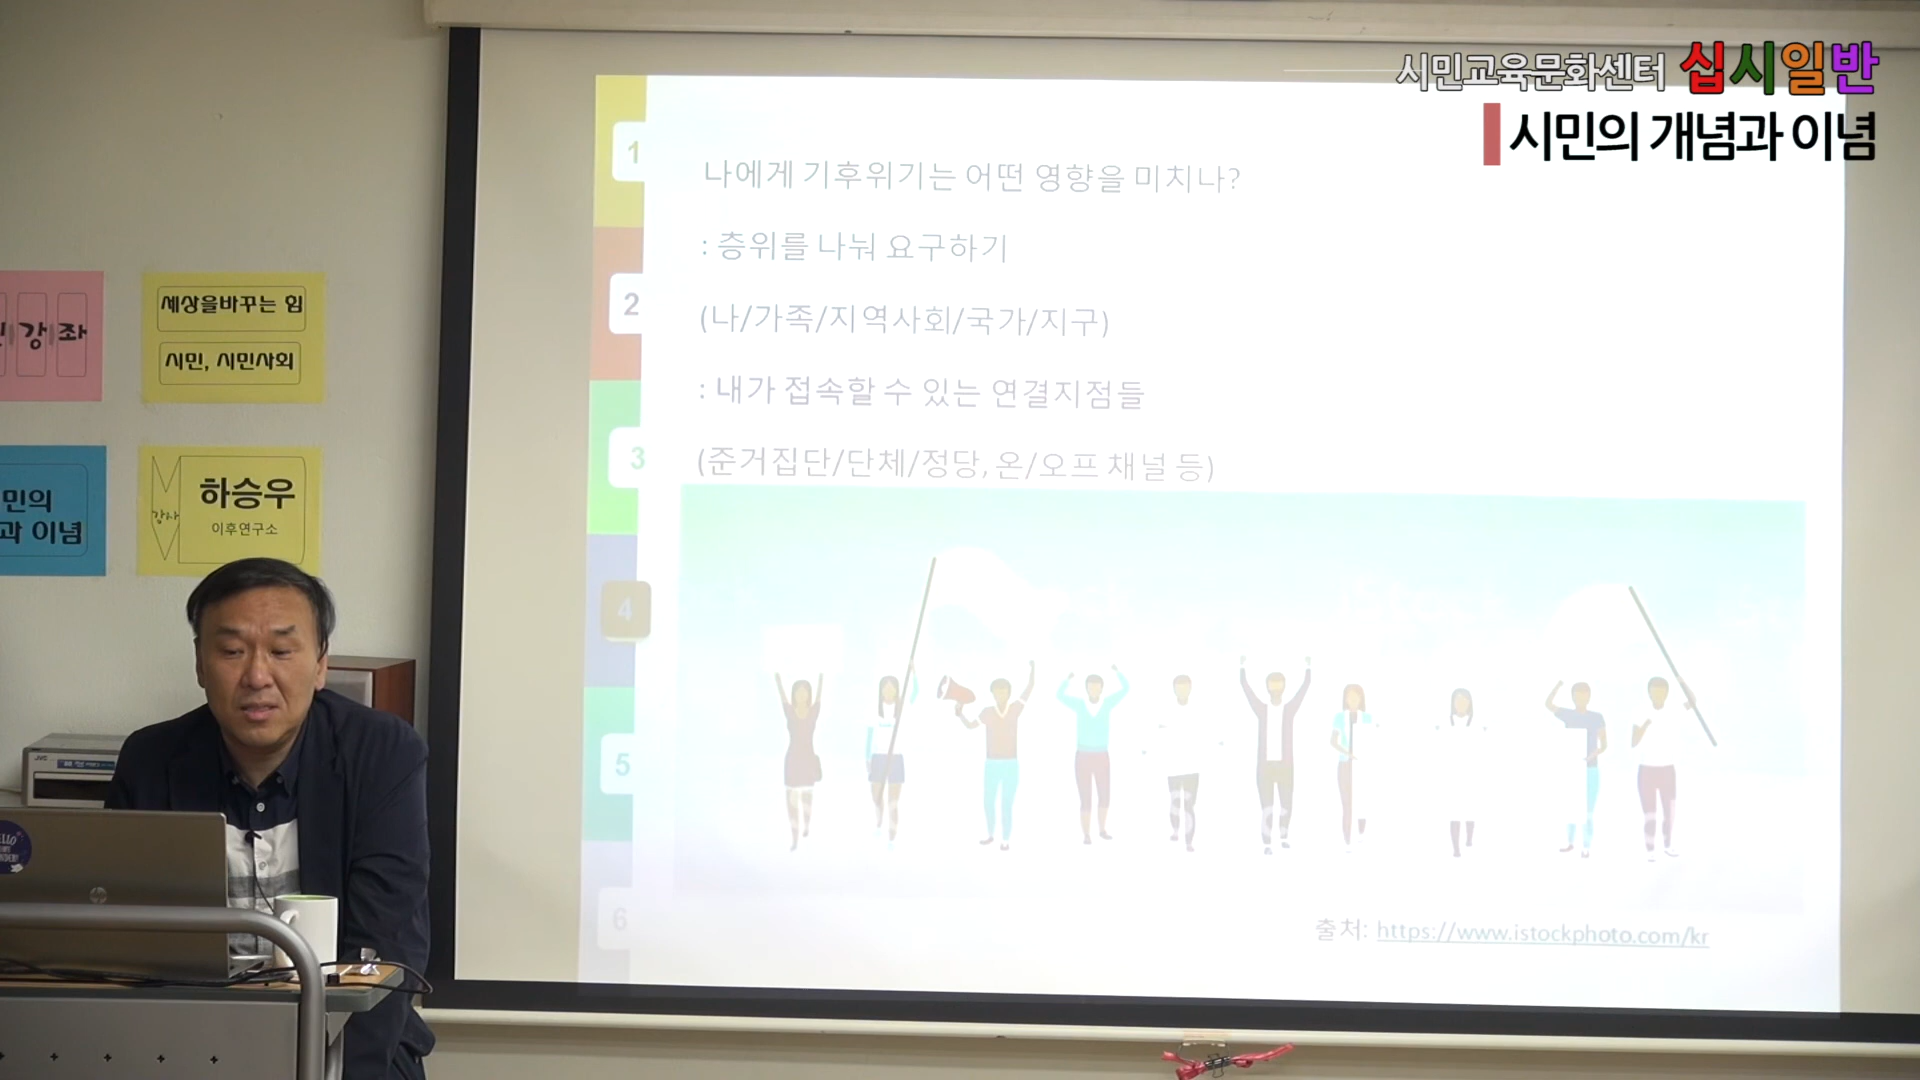 시민교육문화센터 십시일반
시민의 개념과 이념
1
나에게 기후위기는 어떤 영향을 미치나?
: 층위를 나눠 요구하기
2
(나/가족/지역사회/국가/지구)
: 내가 접속할 수 있는 연결지점들
3
(준거집단/단체/정당, 온/오프 채널 등)
4
5
6
출처: https://www.istockphoto.com/kr
강좌
세상을바꾸는 힘
시민, 시민사회
민의
과 이념
강사
하승우
이후연구소
JVC
hp